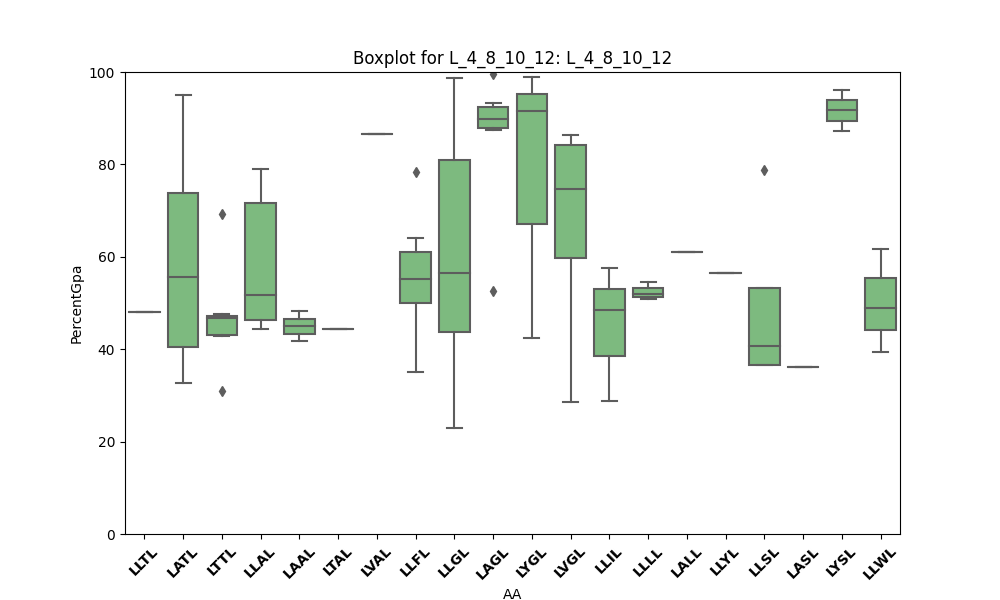 Boxplot for L_4_8_10_12: L_4_8_10_12
PercentGpa
100
80
60
40
20
0
LLTL LATL LTTL LLAL LAAL LTAL LVAL LLFL LLGL LAGL LYGL LVGL LLIL LLLL LALL LLYL LLSL LASL LYSL LLWL
AA